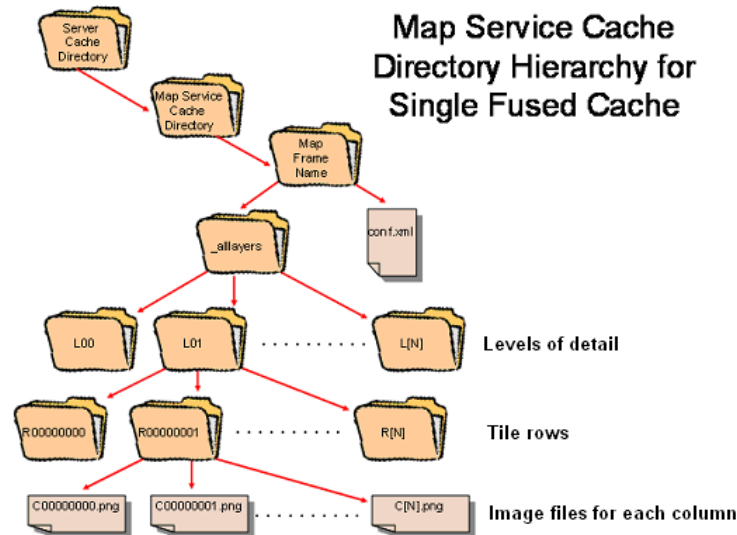 Map Service Cache
Directory Hierarchy for
Single Fused Cache
Server
Cache
Directory
Map Service
Cache
Directory
Map
Frame
Name
_alllayers
conf.xml
L00
L01
L[N]
Levels of detail
R00000000
R00000001
R[N]
Tile rows
C00000000.png
C00000001.png
C[N].png
Image files for each column